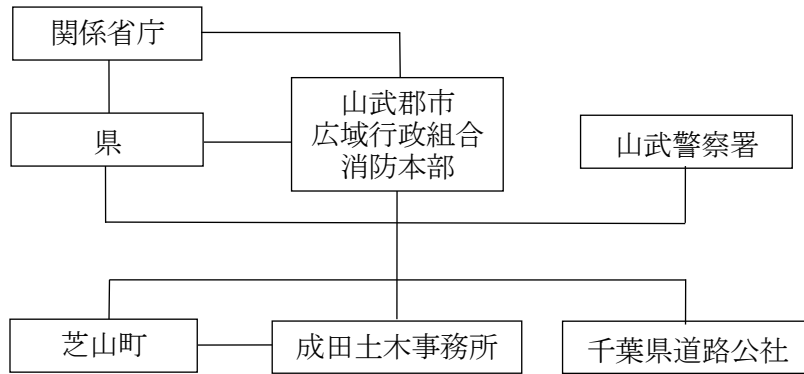 関係省庁
県
山武郡市
広域行政組合
消防本部
山武警察署
芝山町
成田土木事務所
千葉県道路公社